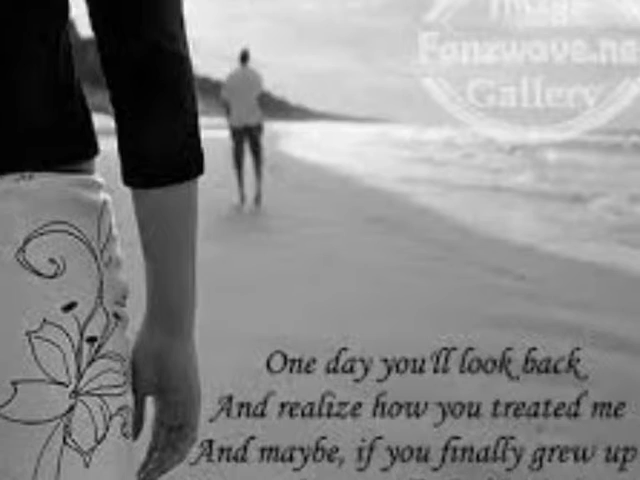 Image
Fanzwave.ne
Gallery
One day you'll look back
And realize how you treated me
And maybe, if you finally grew up